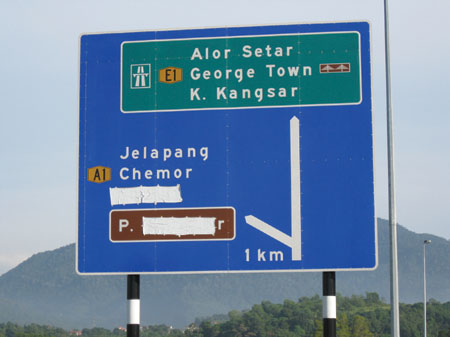 Alor Setar
E1 George Town
K. Kangsar
Jelapang
A1 Chemor
P. r
1 km